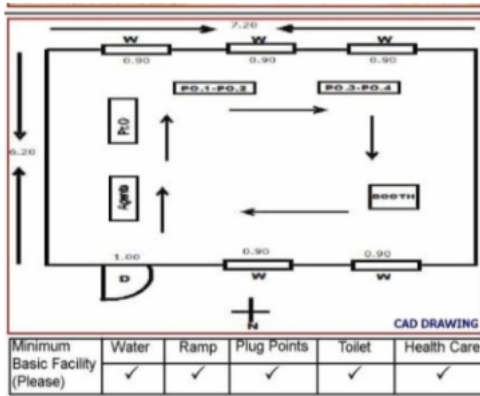 7.20
W W W
0.90 0.90 0.90
PO.1-PO.2 PO.3-PO.4
Pt.O
6.20
Agents
BOOTH
1.00 0.90 0.90
D W W
N
CAD DRAWING
Minimum Basic Facility (Please) Water Ramp Plug Points Toilet Health Care
✓ ✓ ✓ ✓ ✓